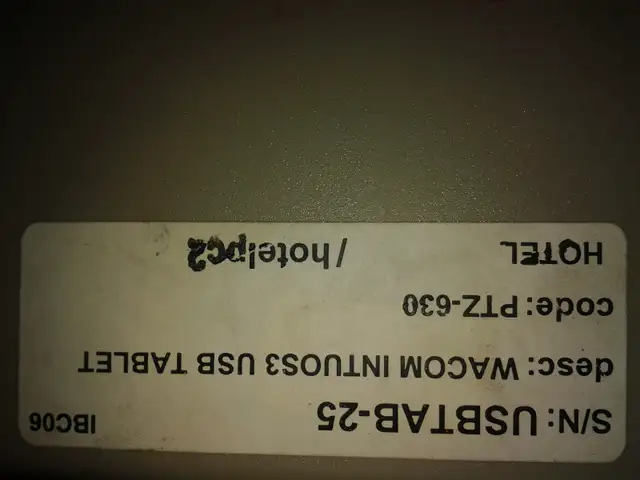 S/N: USBTAB-25 IBC06
desc: WACOM INTUOS3 USB TABLET
code: PTZ-630
HOTEL /hotelpc2